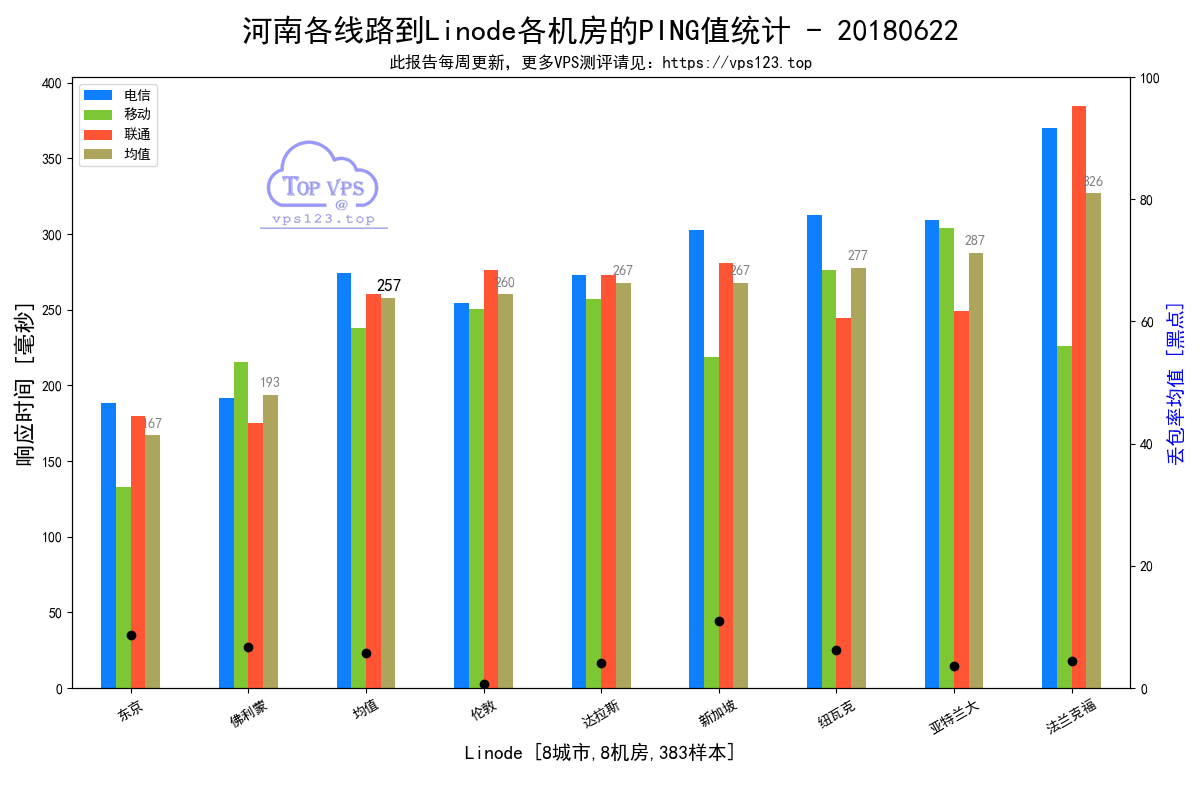 河南各线路到Linode各机房的PING值统计 - 20180622
此报告每周更新，更多VPS测评请见：https://vps123.top
电信
移动
联通
均值
TOP VPS
@
vps123.top
400
350
300
250
200
150
100
50
0
响应时间 [毫秒]
100
80
60
40
20
0
丢包率均值 [黑点]
167
193
257
260
267
267
277
287
326
东京
佛利蒙
均值
伦敦
达拉斯
新加坡
纽瓦克
亚特兰大
法兰克福
Linode [8城市,8机房,383样本]